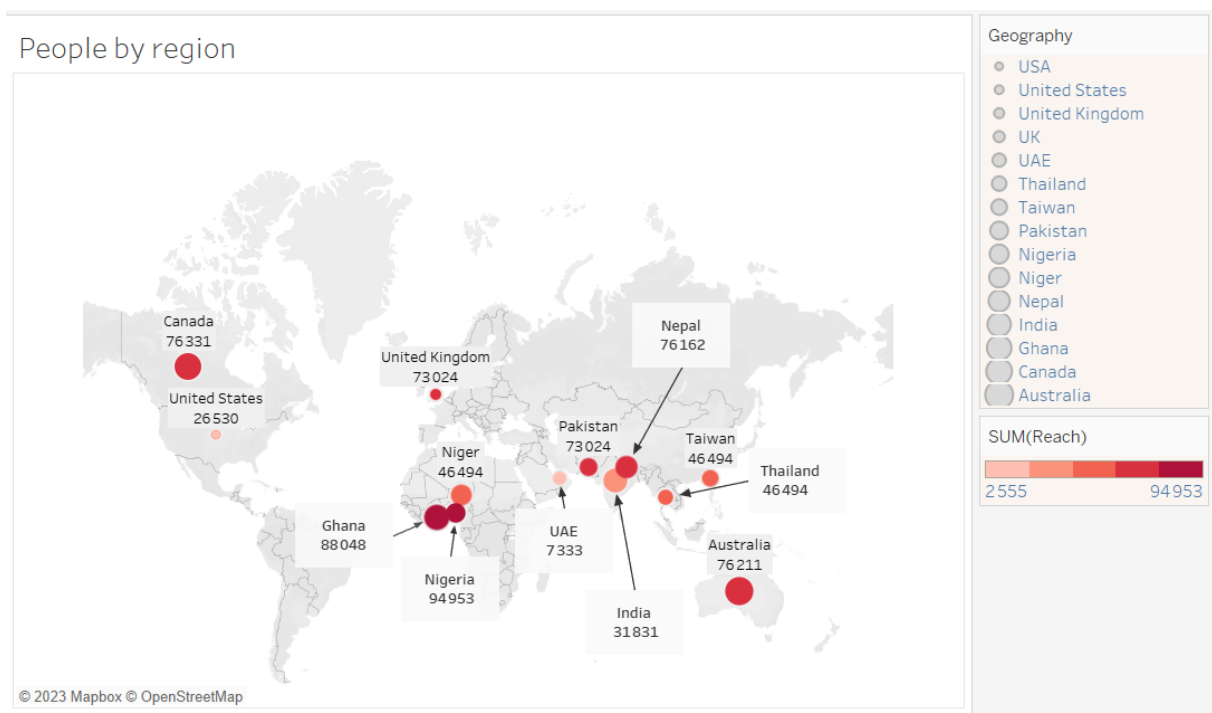 People by region
Canada
76331
United States
26530
United Kingdom
73024
Nepal
76162
Pakistan
73024
Taiwan
46494
Niger
46494
Thailand
46494
Ghana
88048
UAE
7333
Nigeria
94953
Australia
76211
India
31831
© 2023 Mapbox © OpenStreetMap
Geography
USA
United States
United Kingdom
UK
UAE
Thailand
Taiwan
Pakistan
Nigeria
Niger
Nepal
India
Ghana
Canada
Australia
SUM(Reach)
2555 94953